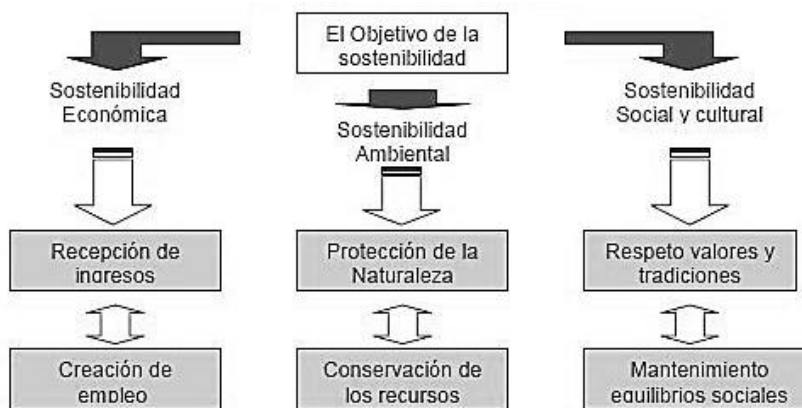 El Objetivo de la
sostenibilidad
Sostenibilidad
Económica
Sostenibilidad
Ambiental
Sostenibilidad
Social y cultural
Recepción de
ingresos
Protección de la
Naturaleza
Respeto valores y
tradiciones
Creación de
empleo
Conservación de
los recursos
Mantenimiento
equilibrios sociales